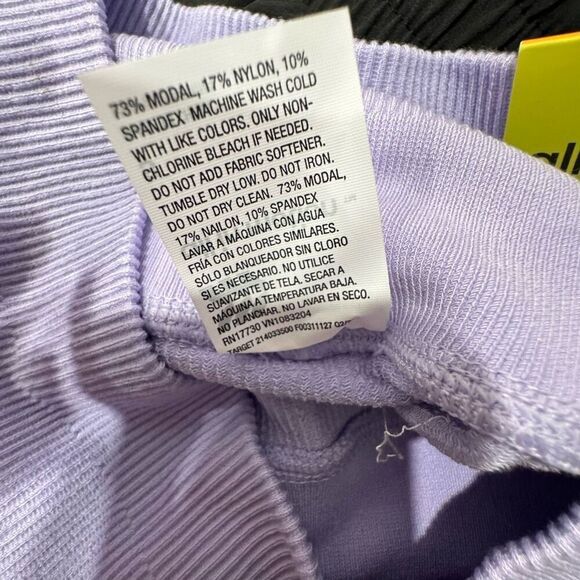 73% MODAL, 17% NYLON, 10%
SPANDEX MACHINE WASH COLD
WITH LIKE COLORS. ONLY NON-
CHLORINE BLEACH IF NEEDED.
DO NOT ADD FABRIC SOFTENER.
TUMBLE DRY LOW. DO NOT IRON.
DO NOT DRY CLEAN. 73% MODAL,
17% NAILON, 10% SPANDEX
LAVAR A MÁQUINA CON AGUA
FRÍA CON COLORES SIMILARES.
SÓLO BLANQUEADOR SIN CLORO
SI ES NECESARIO. NO UTILICE
SUAVIZANTE DE TELA. SECAR A
MÁQUINA A TEMPERATURA BAJA.
NO PLANCHAR. NO LAVAR EN SECO.
RN17730 VN1083204
TARGET 214033500 F00311127